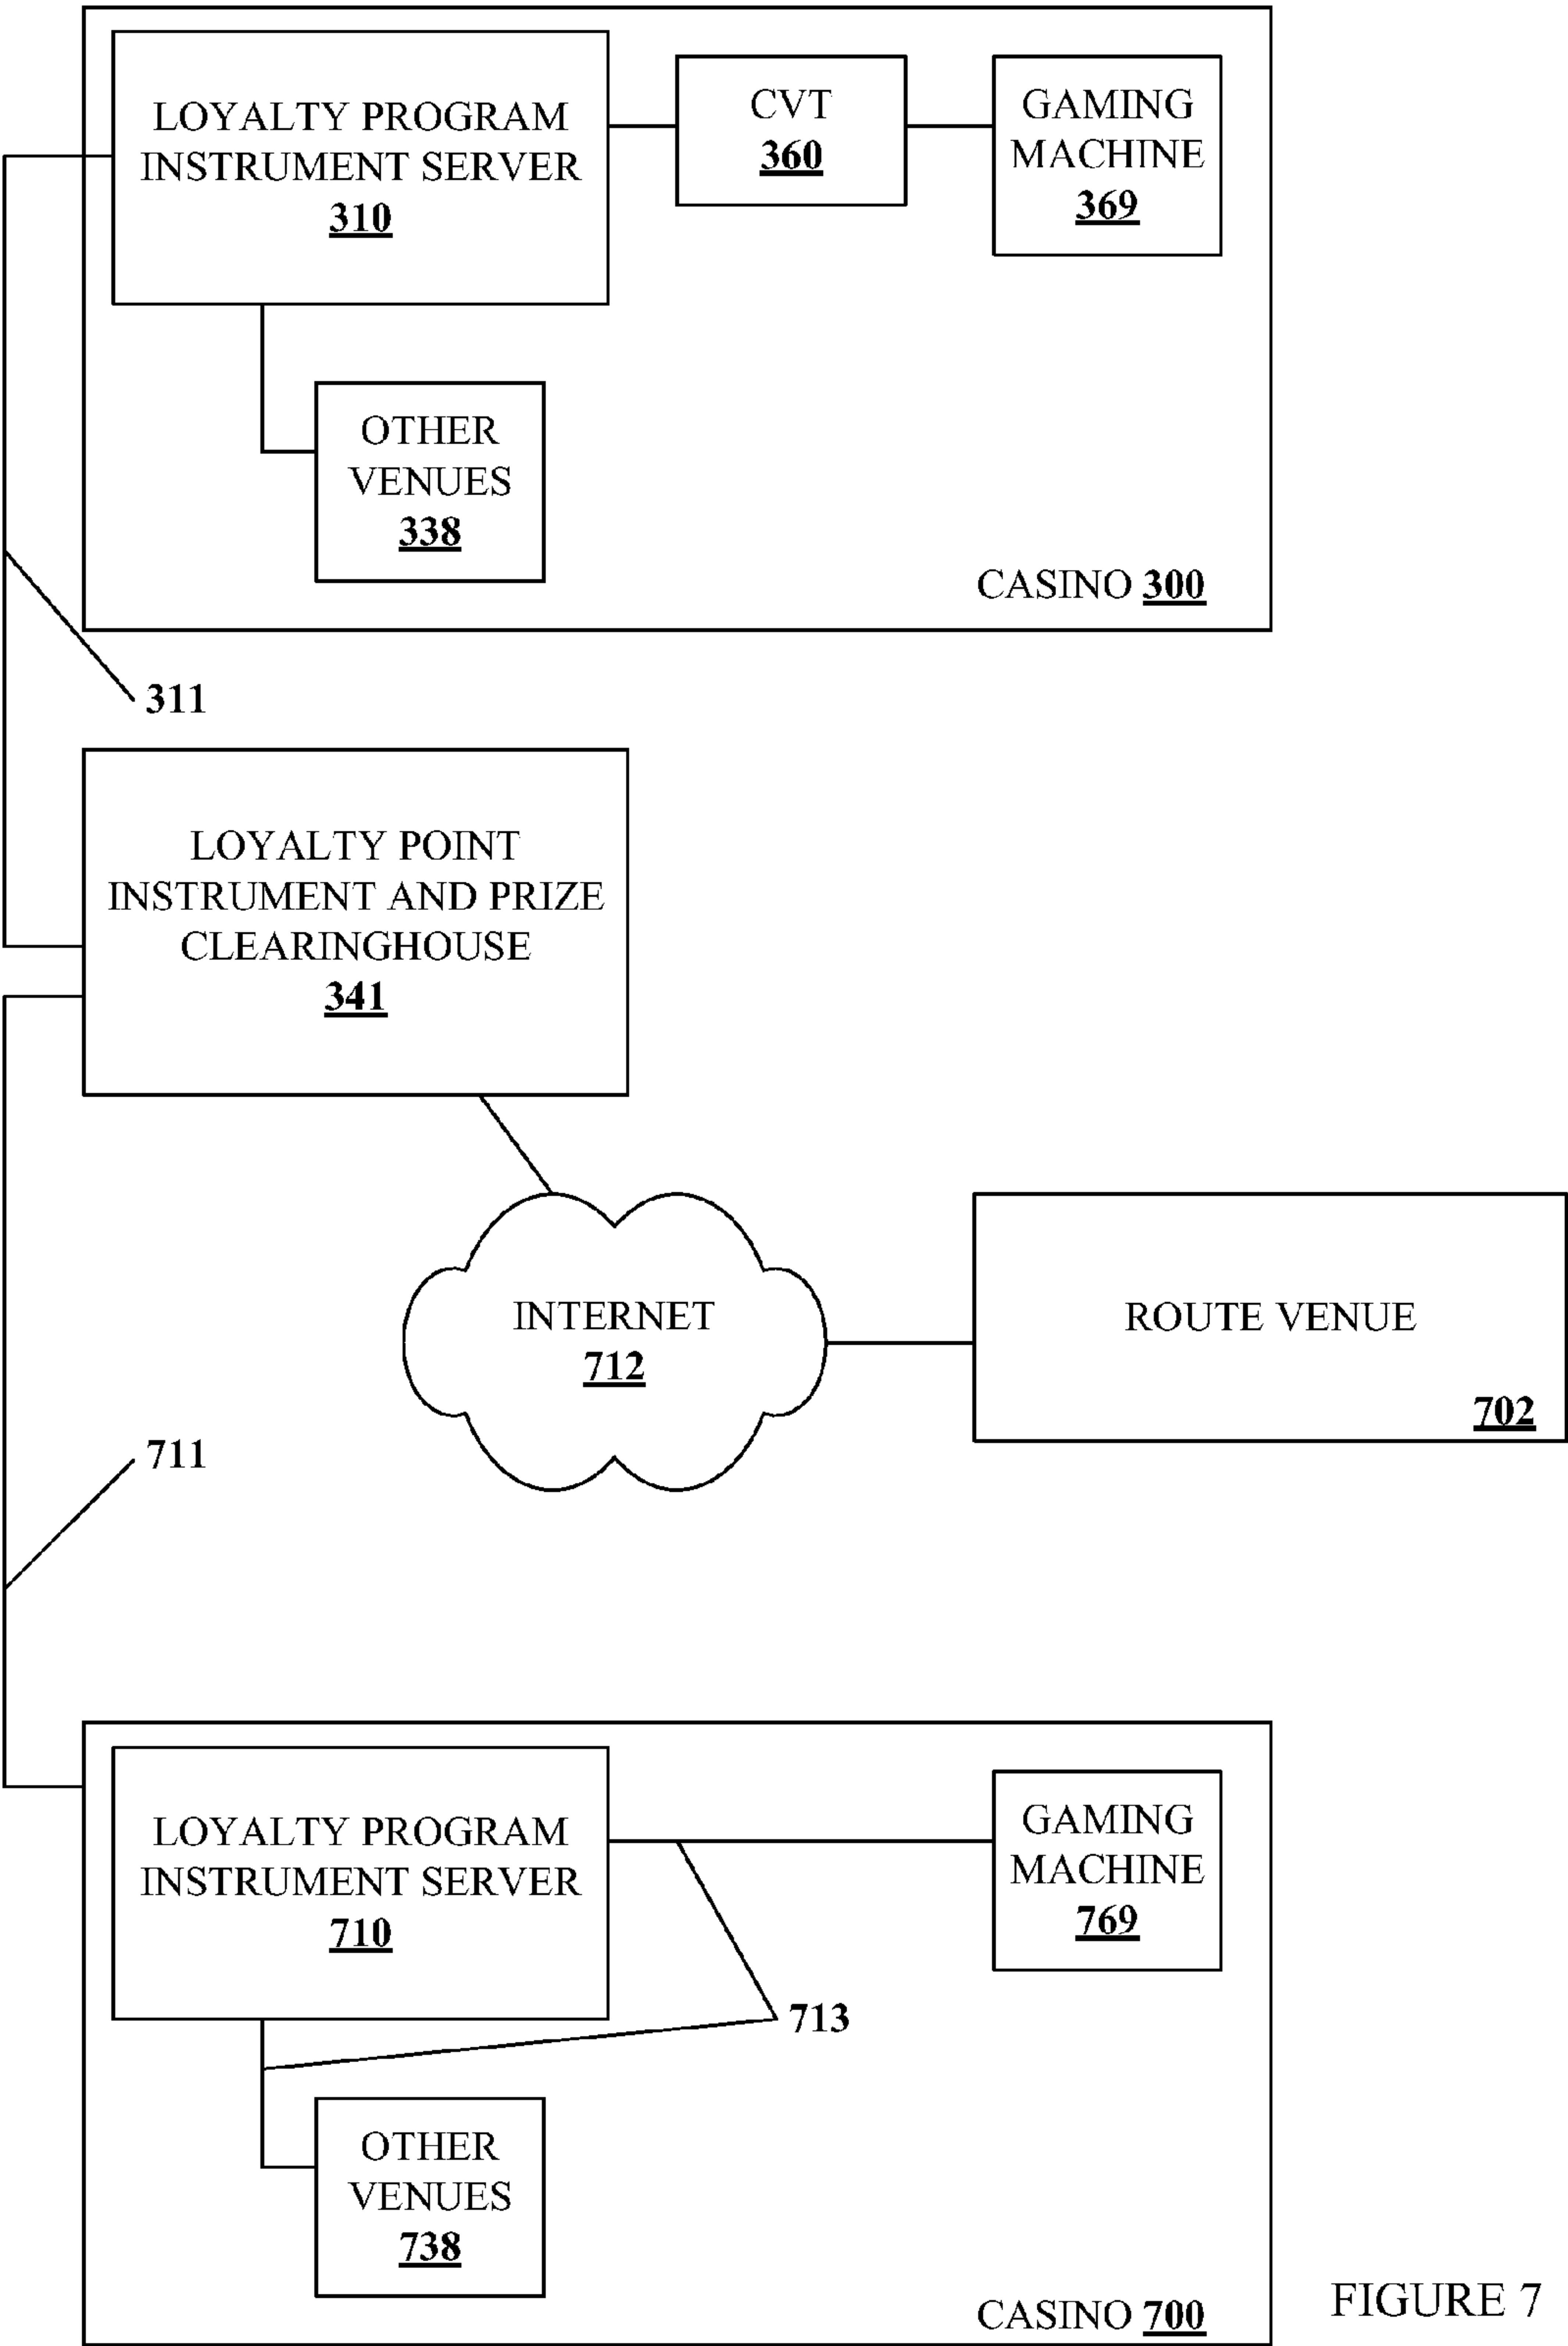 LOYALTY PROGRAM
INSTRUMENT SERVER
310
CVT
360
GAMING
MACHINE
369
OTHER
VENUES
338
CASINO 300
311
LOYALTY POINT
INSTRUMENT AND PRIZE
CLEARINGHOUSE
341
INTERNET
712
ROUTE VENUE
702
711
LOYALTY PROGRAM
INSTRUMENT SERVER
710
GAMING
MACHINE
769
713
OTHER
VENUES
738
CASINO 700
FIGURE 7